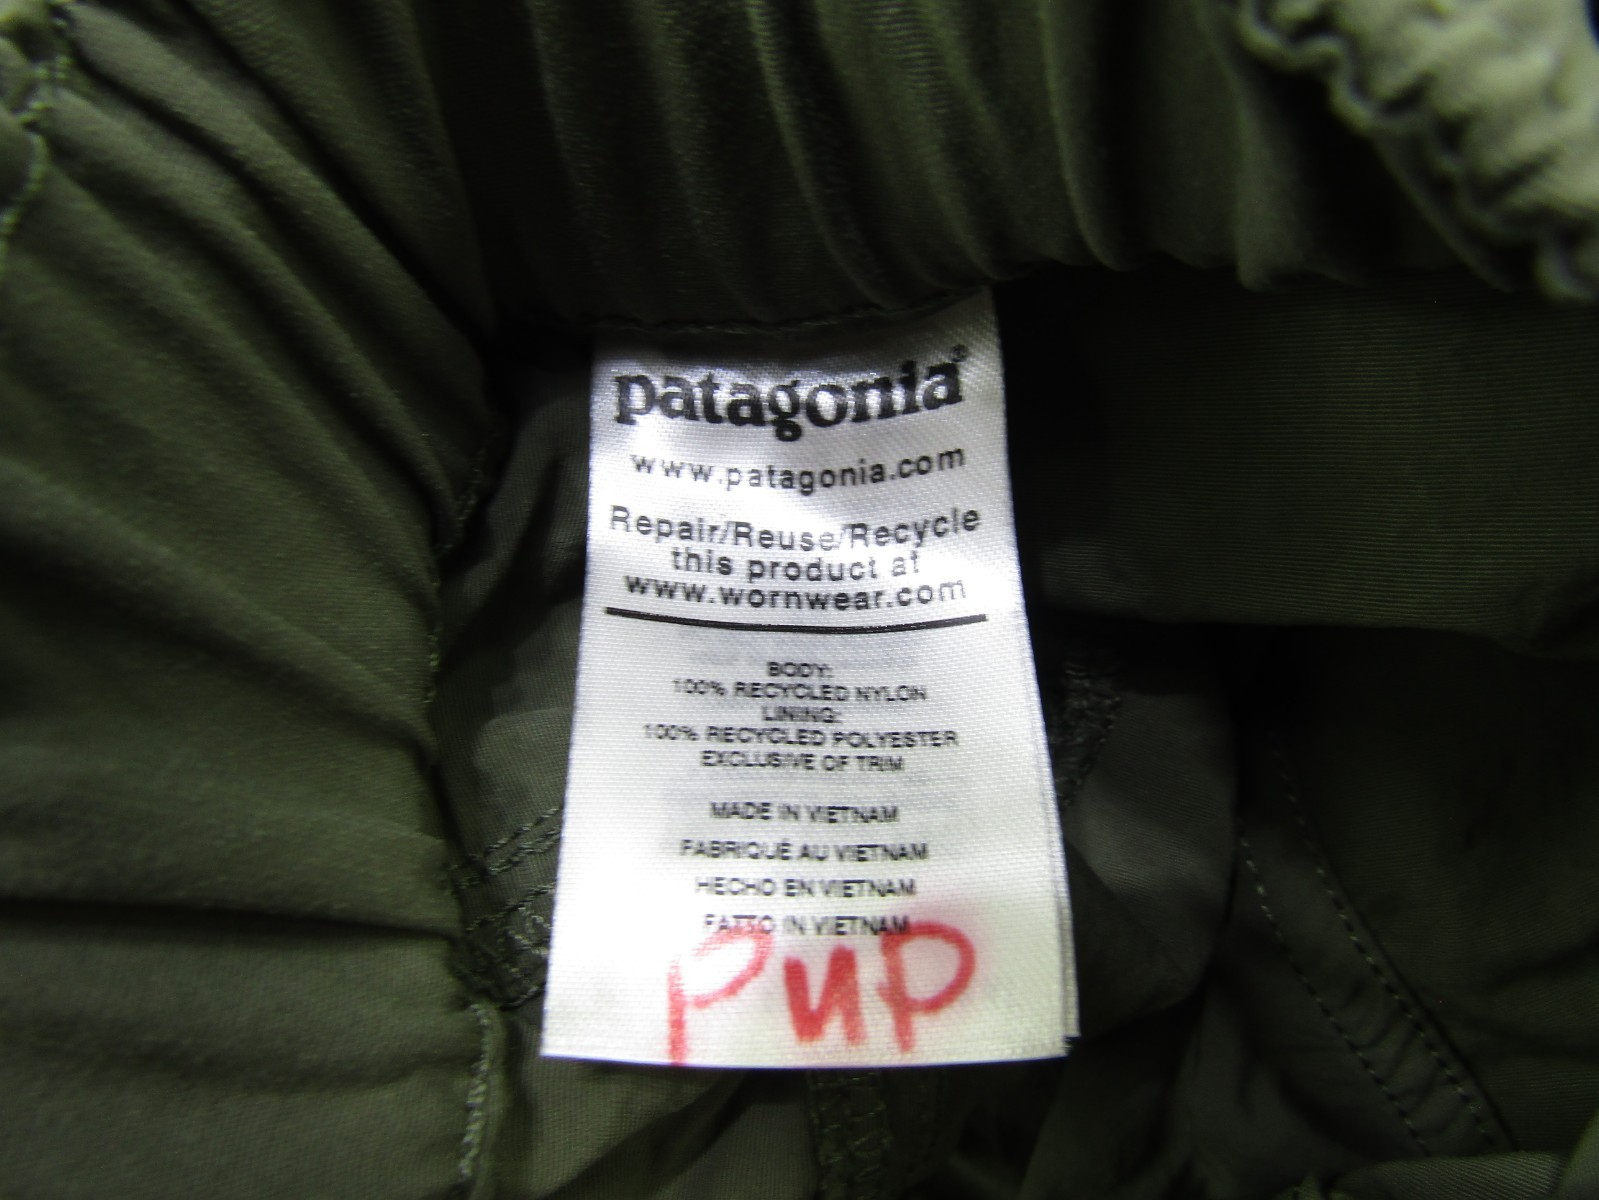 patagonia®
www.patagonia.com
Repair/Reuse/Recycle
this product at
www.wornwear.com
BODY:
100% RECYCLED NYLON
LINING:
100% RECYCLED POLYESTER
EXCLUSIVE OF TRIM
MADE IN VIETNAM
FABRIQUÉ AU VIETNAM
HECHO EN VIETNAM
FATTO IN VIETNAM
PuP